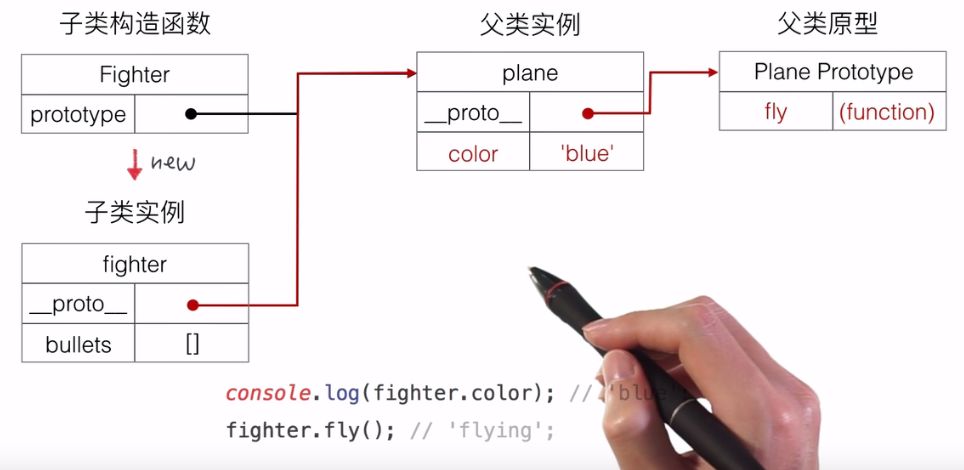 子类构造函数
父类实例
父类原型
Fighter
prototype
new
plane
__proto__
color
'blue'
Plane Prototype
fly
(function)
子类实例
fighter
__proto__
bullets
[]
console.log(fighter.color); // 'blue
fighter.fly(); // 'flying';